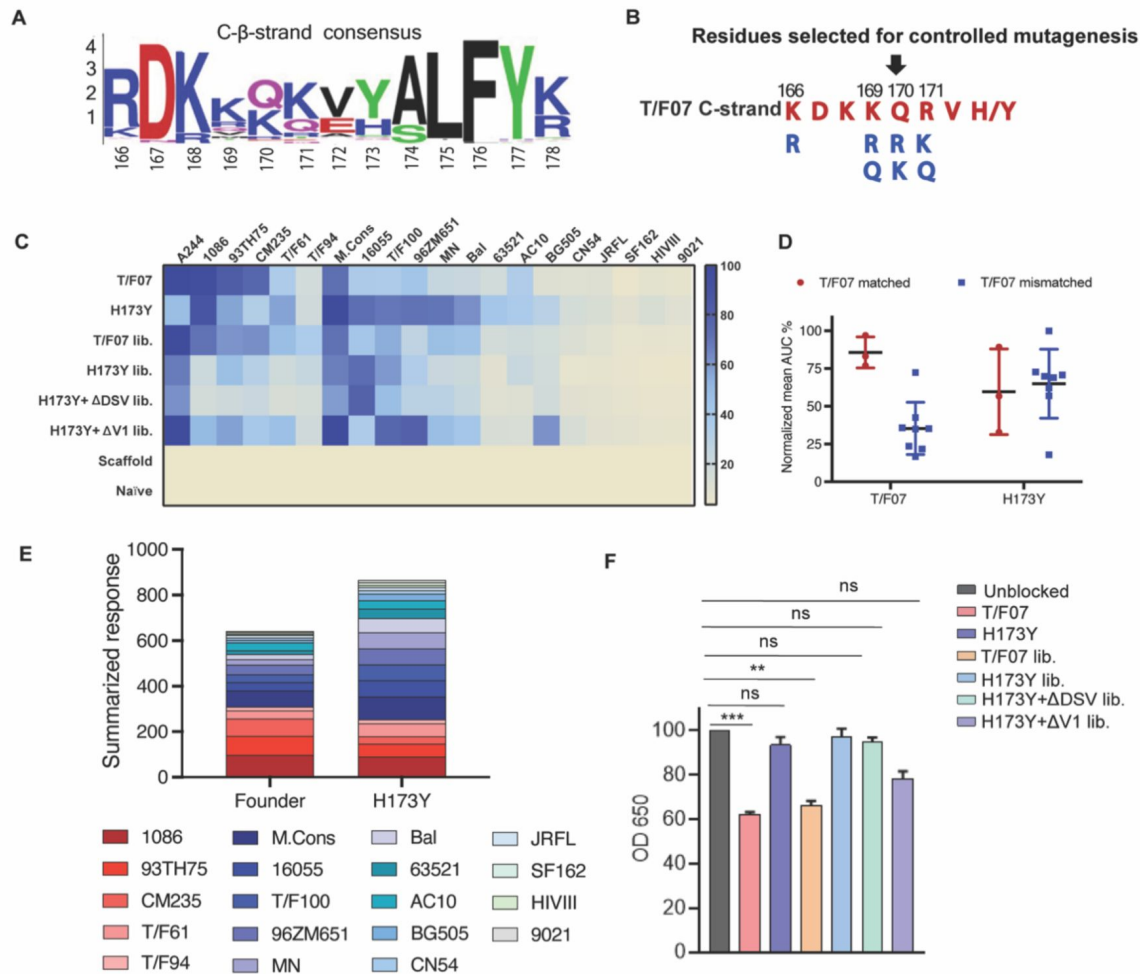 A
C-β-strand consensus
4
3
2
1
RDKKQKVYALFYK
166 167 168 169 170 171 172 173 174 175 176 177 178
B
Residues selected for controlled mutagenesis
166 169 170 171
T/F07 C-strand K D K K Q R V H/Y
R R R K
Q K Q
C
A244 1086 93TH75 CM235 T/F61 T/F94 M.Cons 16055 T/F100 96ZM651 MN Bal 63521 AC10 BG505 CN54 JRFL SF162 HIVIII 9021
T/F07
H173Y
T/F07 lib.
H173Y lib.
H173Y+ ΔDSV lib.
H173Y+ ΔV1 lib.
Scaffold
Naïve
100
80
60
40
20
D
T/F07 matched
T/F07 mismatched
Normalized mean AUC %
100
75
50
25
0
T/F07 H173Y
E
Summarized response
1000
800
600
400
200
0
Founder H173Y
1086 M.Cons Bal JRFL
93TH75 16055 63521 SF162
CM235 T/F100 AC10 HIVIII
T/F61 96ZM651 BG505 9021
T/F94 MN CN54
F
ns
ns
ns
**
ns
***
OD 650
100
80
60
40
20
0
Unblocked
T/F07
H173Y
T/F07 lib.
H173Y lib.
H173Y+ΔDSV lib.
H173Y+ΔV1 lib.